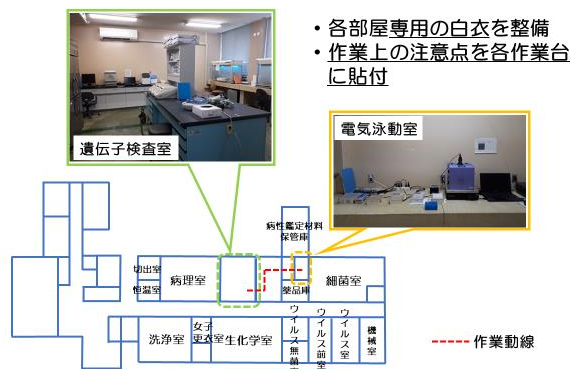 ・各部屋専用の白衣を整備
・作業上の注意点を各作業台
に貼付
遺伝子検査室
電気泳動室
病性鑑定材料
保管庫
切出室
恒温室
病理室
薬品庫
細菌室
洗浄室
女子
更衣室
生化学室
ウイルス無菌
ウイルス前室
ウイルス室
機械室
作業動線